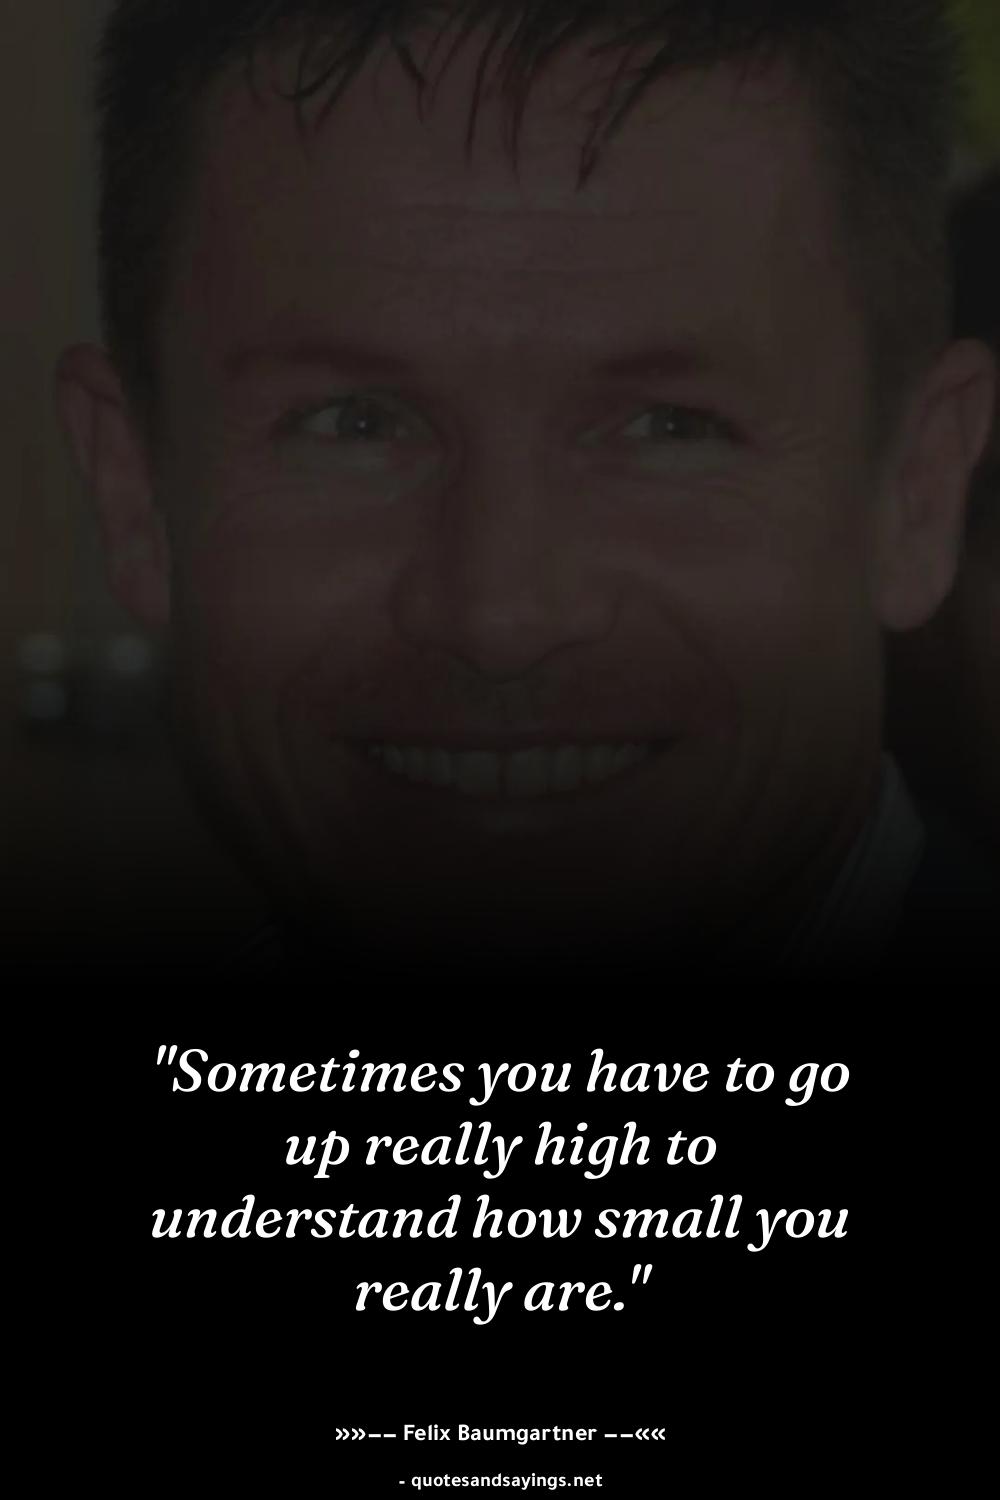 "Sometimes you have to go
up really high to
understand how small you
really are."
»»–– Felix Baumgartner ––««
- quotesandsayings.net